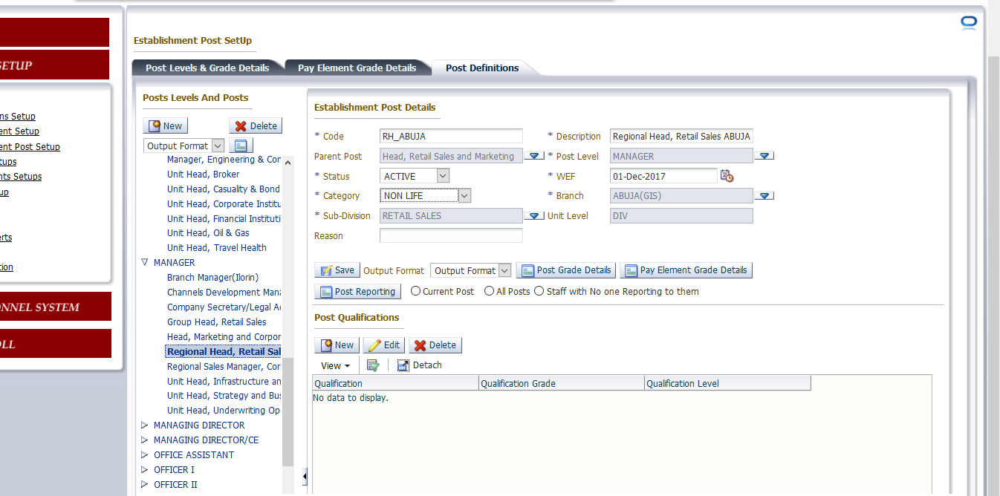 Establishment Post SetUp
Post Levels & Grade Details Pay Element Grade Details Post Definitions
SETUP
ns Setup
ent Setup
ent Post Setup
tups
nts Setups
up
erts
tion
NNEL SYSTEM
OLL
Posts Levels And Posts
New Delete
Output Format
Manager, Engineering & Con
Unit Head, Broker
Unit Head, Casuality & Bond
Unit Head, Corporate Institu
Unit Head, Financial Instituti
Unit Head, Oil & Gas
Unit Head, Travel Health
MANAGER
Branch Manager(Ilorin)
Channels Development Mana
Company Secretary/Legal Ad
Group Head, Retail Sales
Head, Marketing and Corpor
Regional Head, Retail Sal
Regional Sales Manager, Cor
Unit Head, Infrastructure an
Unit Head, Strategy and Bus
Unit Head, Underwriting Op
MANAGING DIRECTOR
MANAGING DIRECTOR/CE
OFFICE ASSISTANT
OFFICER I
OFFICER II
Establishment Post Details
* Code RH_ABUJA * Description Regional Head, Retail Sales ABUJA
Parent Post Head, Retail Sales and Marketing * Post Level MANAGER
* Status ACTIVE * WEF 01-Dec-2017
* Category NON LIFE * Branch ABUJA(GIS)
* Sub-Division RETAIL SALES Unit Level DIV
Reason
Save Output Format Output Format Post Grade Details Pay Element Grade Details
Post Reporting Current Post All Posts Staff with No one Reporting to them
Post Qualifications
New Edit Delete
View Detach
Qualification Qualification Grade Qualification Level
No data to display.